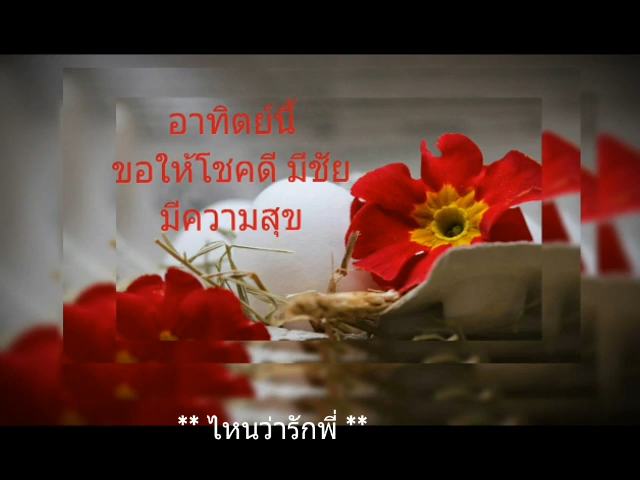 อาทิตย์นี้
ขอให้โชคดี มีชัย
มีความสุข
** ไหนว่ารักพี่ **